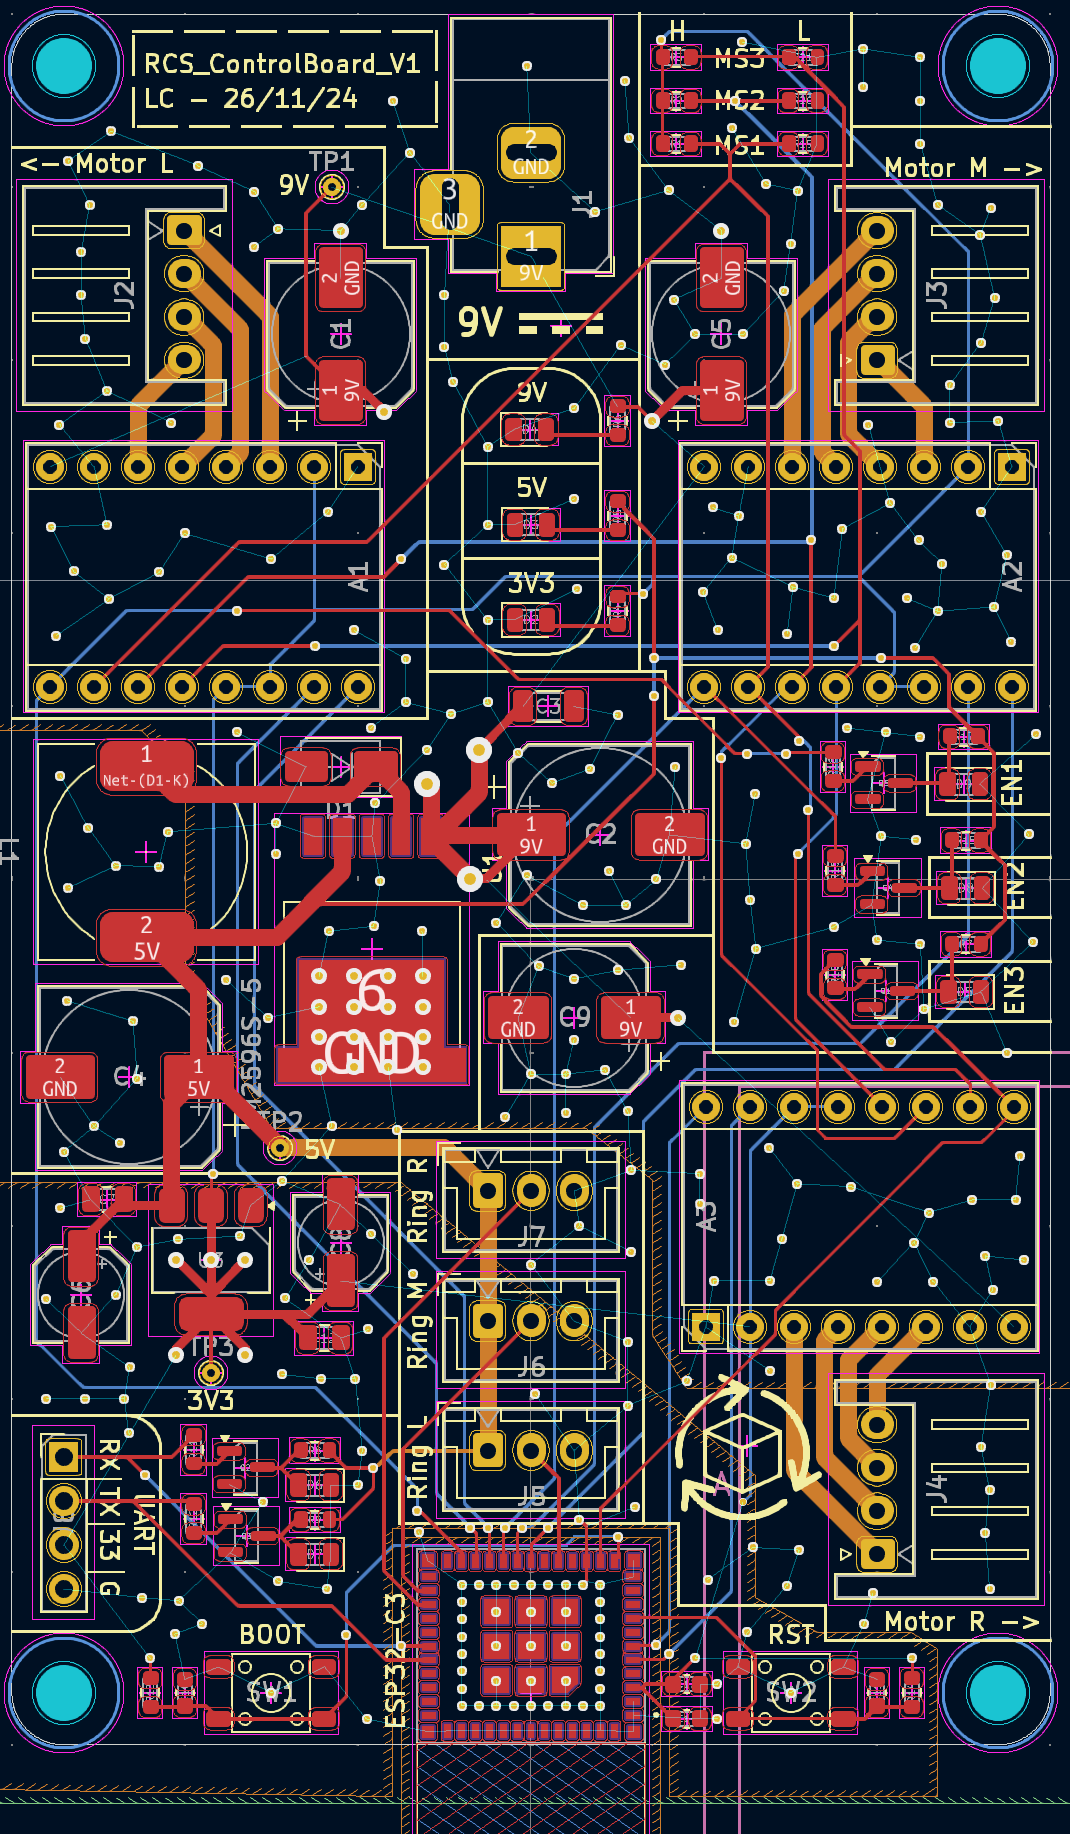 RCS_ControlBoard_V1
LC - 26/11/24
H L
MS3
MS2
MS1
<- Motor L
TP1
9V
2
GND
3
GND
J1
1
9V
Motor M ->
J2
2
GND
C1
1
9V
9V
2
GND
C5
1
9V
J3
9V
5V
3V3
A1
A2
C3
1
Net-(D1-K)
D1
L1
1
9V
C2
2
GND
EN1
EN2
EN3
2
5V
6
GND
2
GND
C9
1
9V
2
GND
C4
1
5V
TP2
5V
Ring R
J7
A3
Ring M
J6
TP3
3V3
Ring L
J5
J4
RX
TX
33
G
UART
BOOT
SW1
ESP32-C3
RST
SW2
Motor R ->